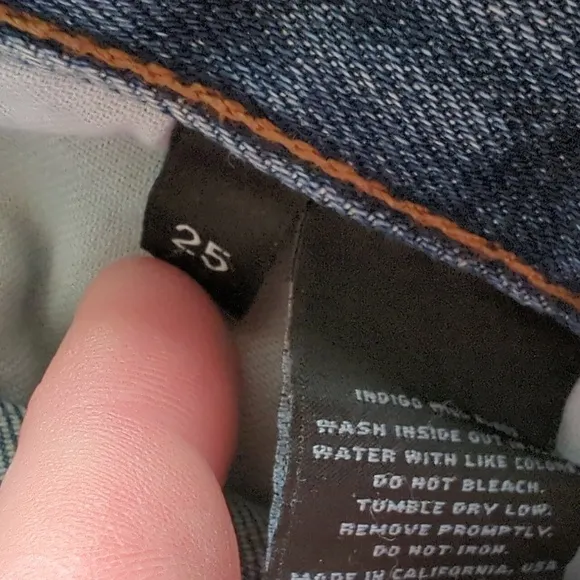 25
INDIGO
WASH INSIDE OUT
WATER WITH LIKE
DO NOT BLEACH.
TUMBLE DRY LOW.
REMOVE PROMPTLY.
DO NOT IRON.
MADE IN CALIFORNIA, USA